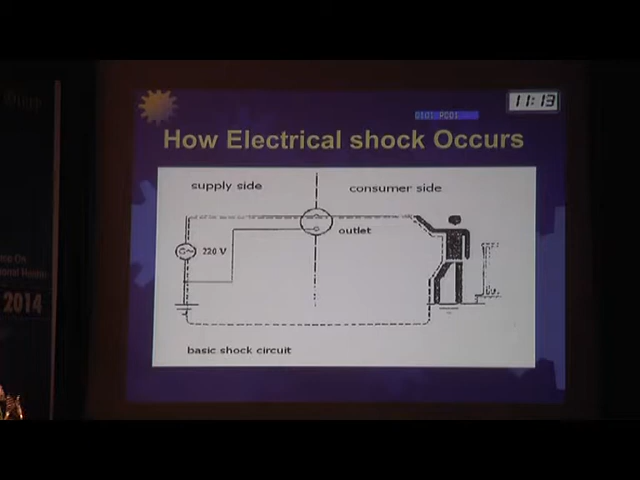 11:13
How Electrical shock Occurs
supply side
consumer side
outlet
220 V
basic shock circuit
2014